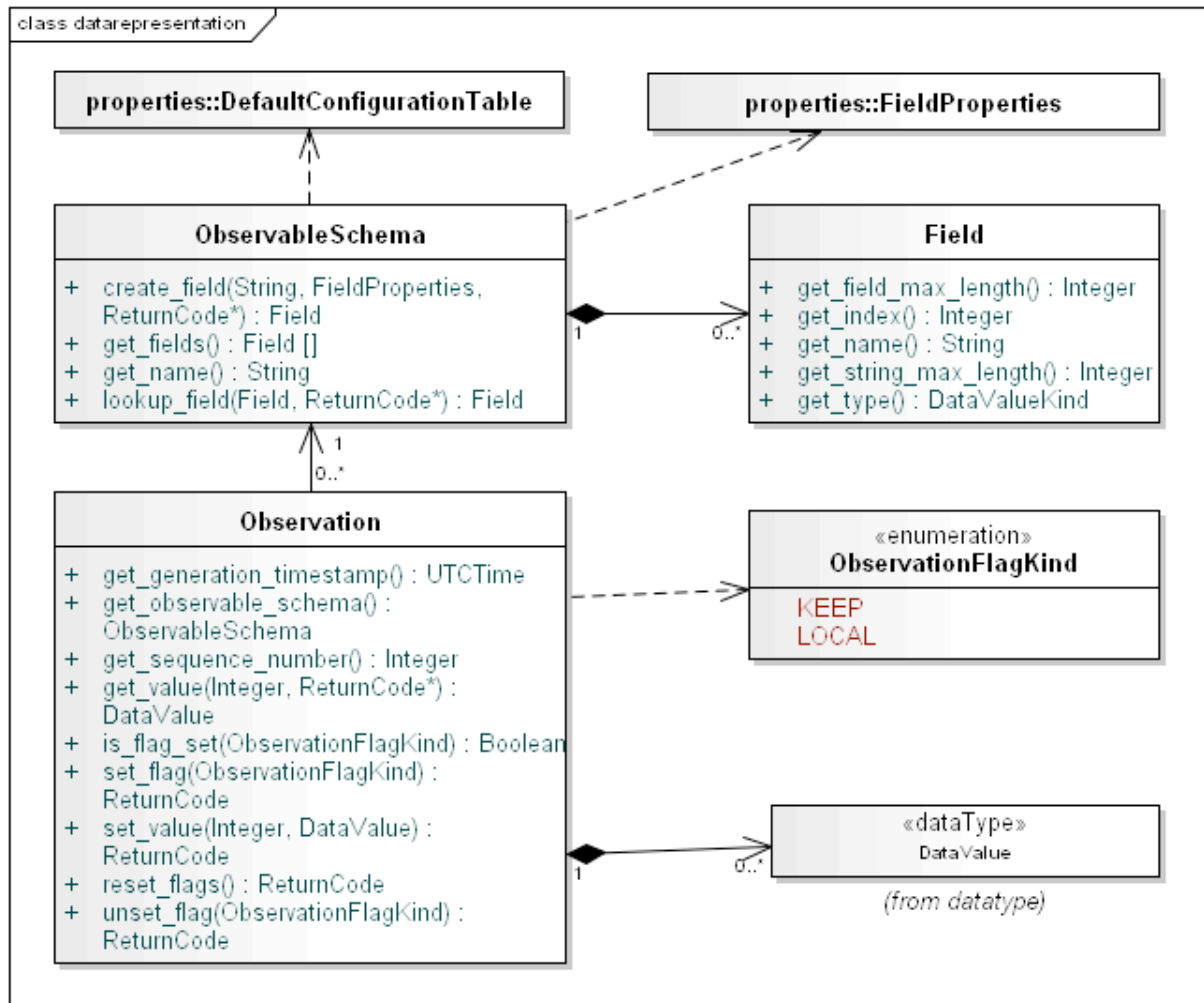 class datarepresentation
properties::DefaultConfigurationTable
properties::FieldProperties
ObservableSchema
+ create_field(String, FieldProperties,
ReturnCode*) : Field
+ get_fields() : Field []
+ get_name() : String
+ lookup_field(Field, ReturnCode*) : Field
1
0..*
Field
+ get_field_max_length() : Integer
+ get_index() : Integer
+ get_name() : String
+ get_string_max_length() : Integer
+ get_type() : DataValueKind
1
0..*
Observation
+ get_generation_timestamp() : UTCTime
+ get_observable_schema() :
ObservableSchema
+ get_sequence_number() : Integer
+ get_value(Integer, ReturnCode*) :
DataValue
+ is_flag_set(ObservationFlagKind) : Boolean
+ set_flag(ObservationFlagKind) :
ReturnCode
+ set_value(Integer, DataValue) :
ReturnCode
+ reset_flags() : ReturnCode
+ unset_flag(ObservationFlagKind) :
ReturnCode
«enumeration»
ObservationFlagKind
KEEP
LOCAL
1
0..*
«dataType»
DataValue
(from datatype)